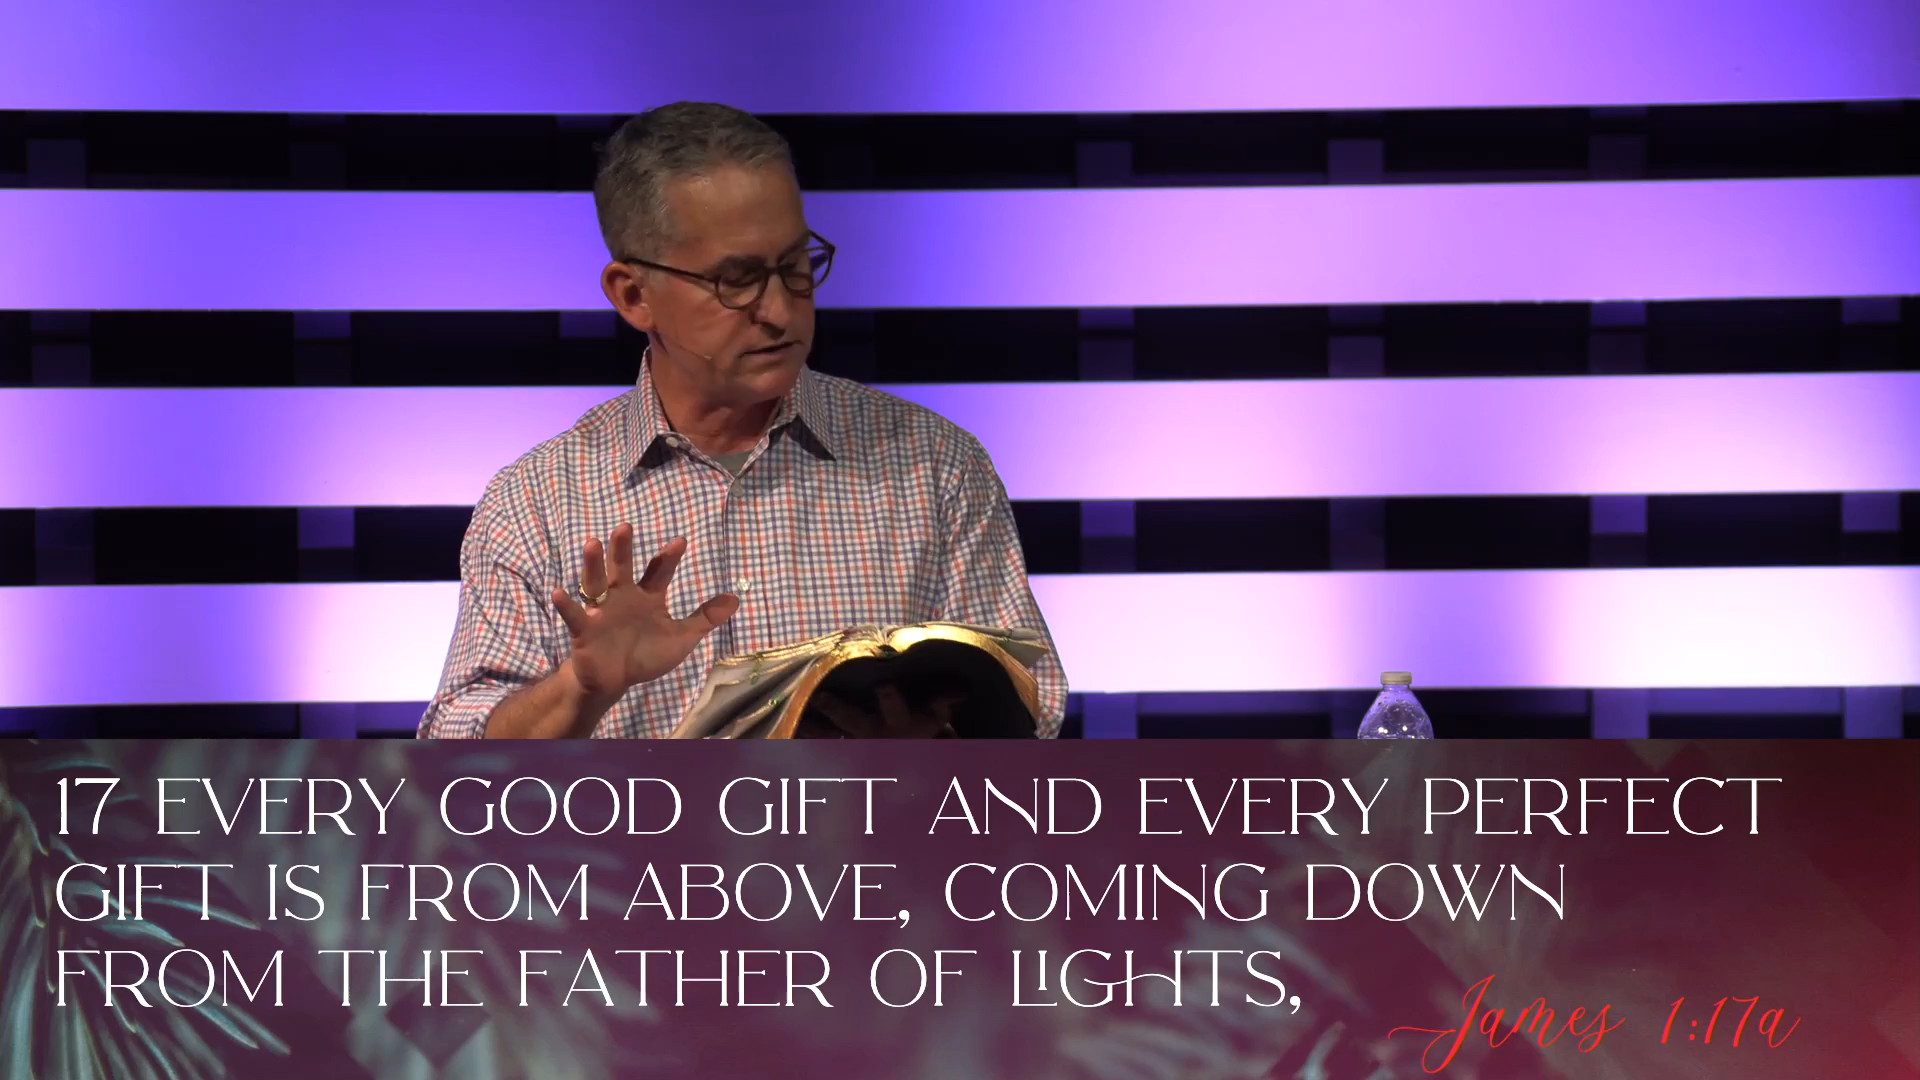 17 EVERY GOOD GIFT AND EVERY PERFECT
GIFT IS FROM ABOVE, COMING DOWN
FROM THE FATHER OF LIGHTS,
James 1:17a